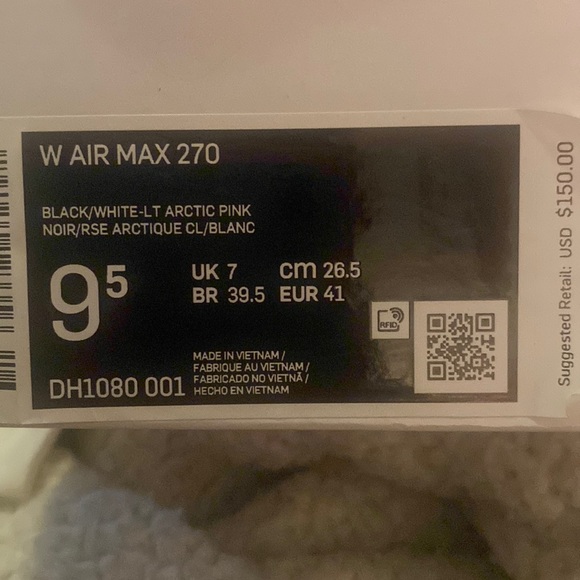 W AIR MAX 270
BLACK/WHITE-LT ARCTIC PINK
NOIR/RSE ARCTIQUE CL/BLANC
9⁵
UK 7 cm 26.5
BR 39.5 EUR 41
RFID
MADE IN VIETNAM /
FABRIQUE AU VIETNAM /
FABRICADO NO VIETNÃ /
HECHO EN VIETNAM
DH1080 001
Suggested Retail: USD $150.00